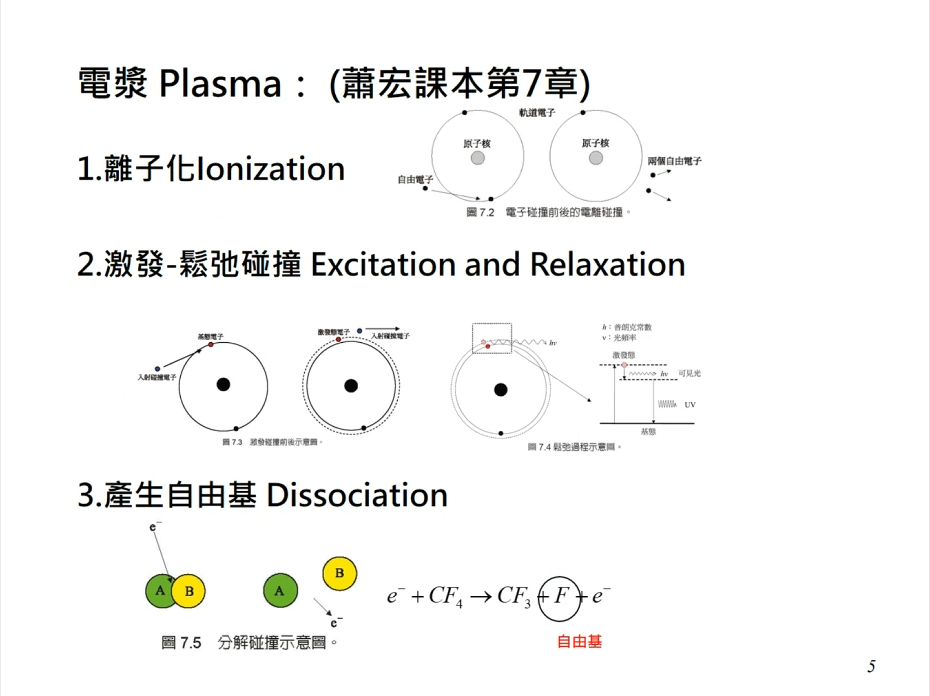 電漿 Plasma： (蕭宏課本第7章)
軌道電子
原子核
原子核
兩個自由電子
自由電子
圖 7.2 電子碰撞前後的電離碰撞。
1.離子化Ionization
2.激發-鬆弛碰撞 Excitation and Relaxation
基態電子
入射碰撞電子
激發態電子
入射碰撞電子
圖 7.3 激發碰撞前後示意圖。
hν
h：普朗克常數
ν：光頻率
激發態
hν 可見光
UV
基態
圖 7.4 鬆弛過程示意圖。
3.產生自由基 Dissociation
e⁻
A B
A
B
e⁻
圖 7.5 分解碰撞示意圖。
e⁻ + CF₄ → CF₃ + F + e⁻
自由基
5